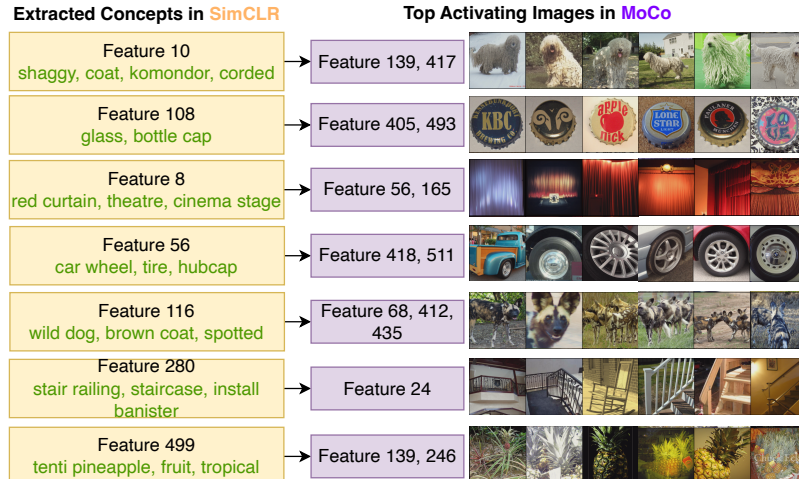 Extracted Concepts in SimCLR
Top Activating Images in MoCo
Feature 10
shaggy, coat, komondor, corded
Feature 139, 417
Feature 108
glass, bottle cap
Feature 405, 493
KBC
BREWING CO
apple
nick
LONE
STAR
PAULANER
MÜNCHEN
Feature 8
red curtain, theatre, cinema stage
Feature 56, 165
Feature 56
car wheel, tire, hubcap
Feature 418, 511
Feature 116
wild dog, brown coat, spotted
Feature 68, 412,
435
Feature 280
stair railing, staircase, install
banister
Feature 24
Feature 499
tenti pineapple, fruit, tropical
Feature 139, 246